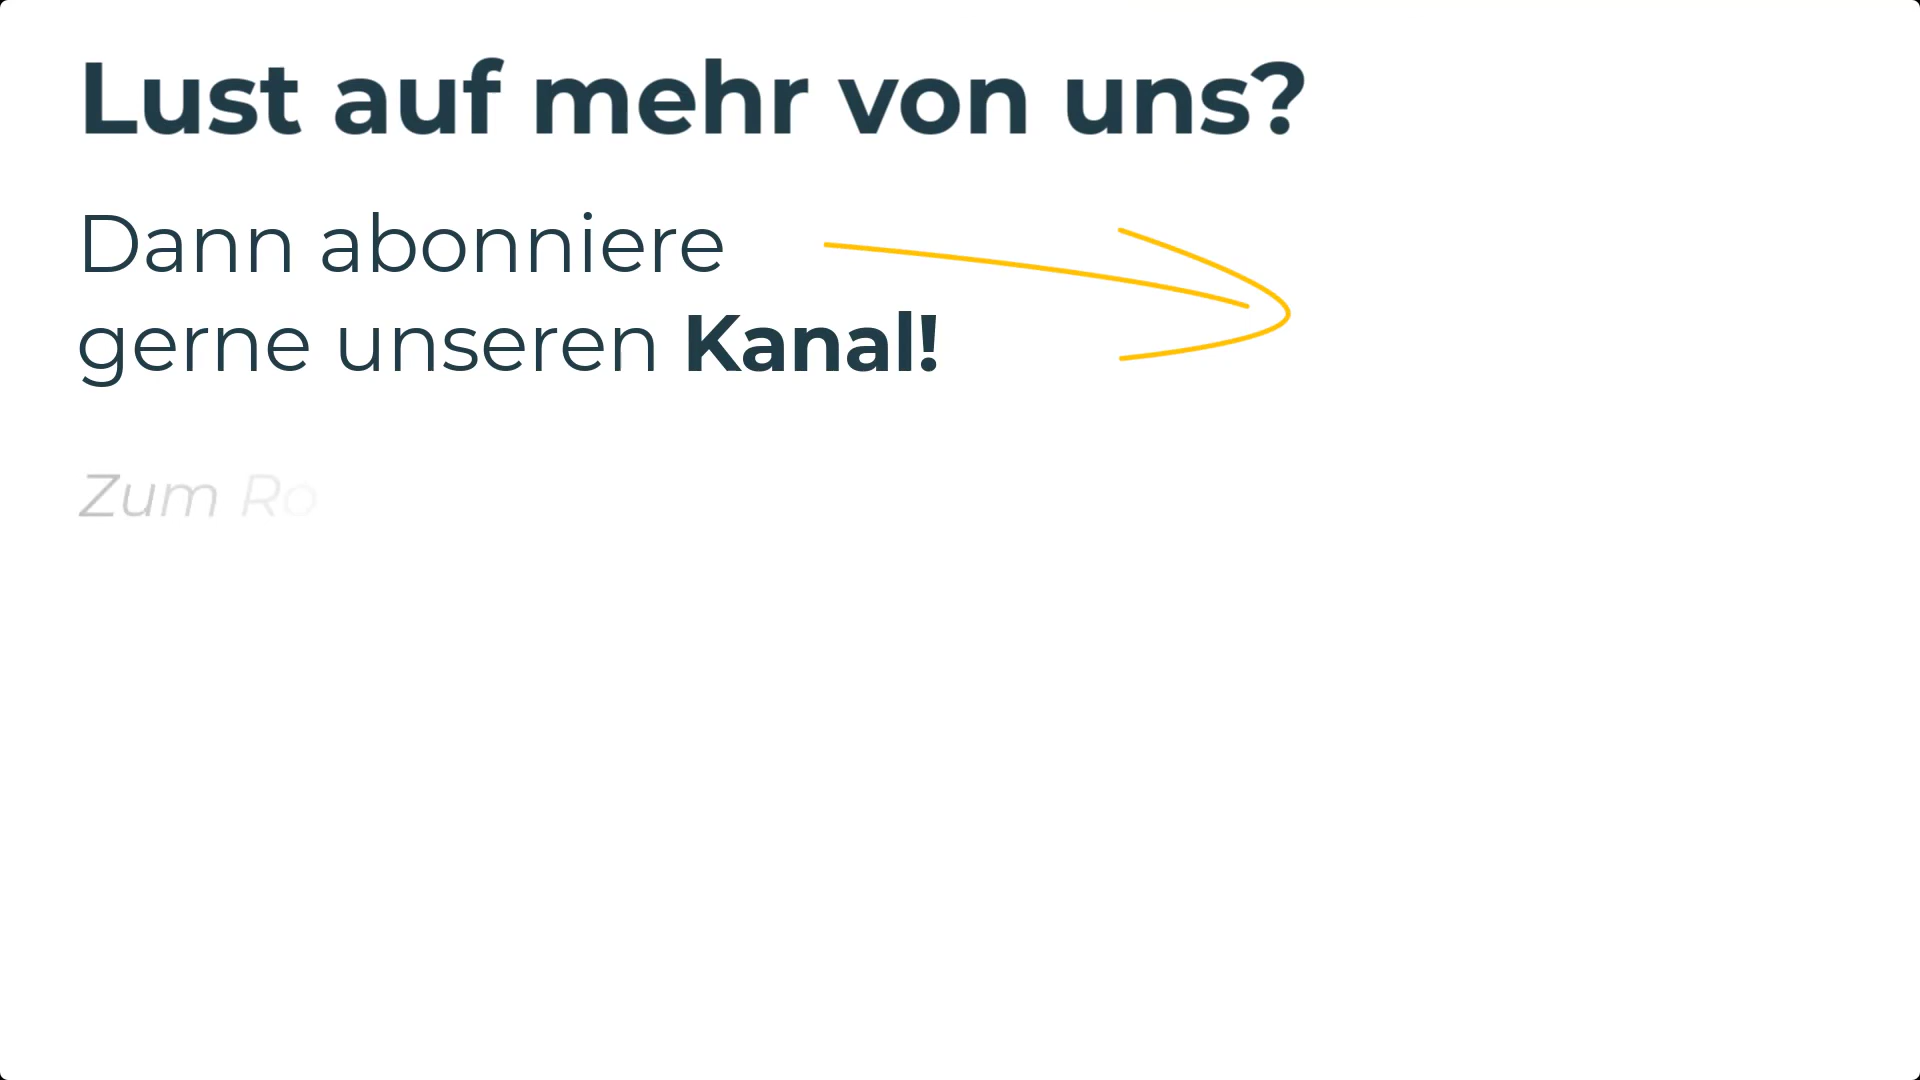 Lust auf mehr von uns?
Dann abonniere
gerne unseren Kanal!
Zum